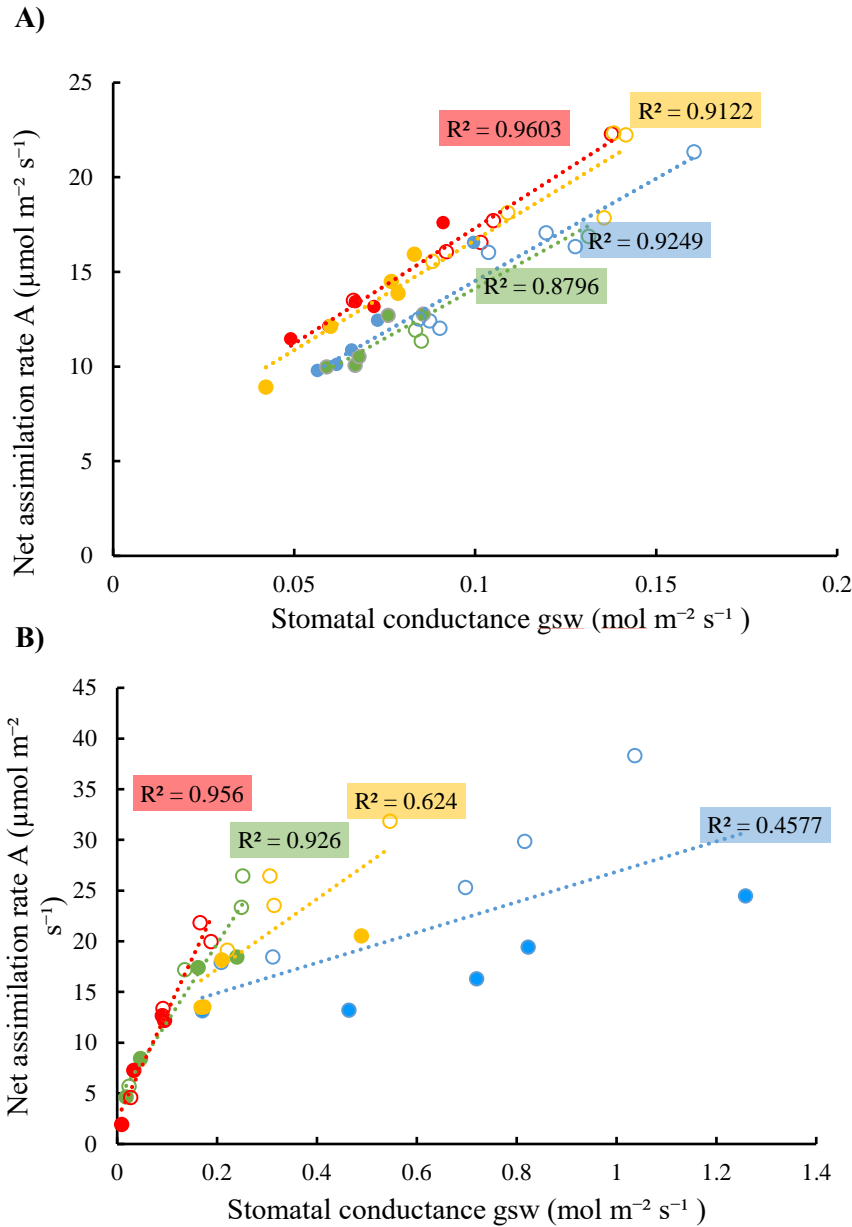 A)
Net assimilation rate A (µmol m⁻² s⁻¹)
25
20
15
10
5
0
R² = 0.9603
R² = 0.9122
R² = 0.9249
R² = 0.8796
0 0.05 0.1 0.15 0.2
Stomatal conductance gsw (mol m⁻² s⁻¹ )
B)
Net assimilation rate A (µmol m⁻²
s⁻¹)
45
40
35
30
25
20
15
10
5
0
R² = 0.956
R² = 0.624
R² = 0.926
R² = 0.4577
0 0.2 0.4 0.6 0.8 1 1.2 1.4
Stomatal conductance gsw (mol m⁻² s⁻¹ )